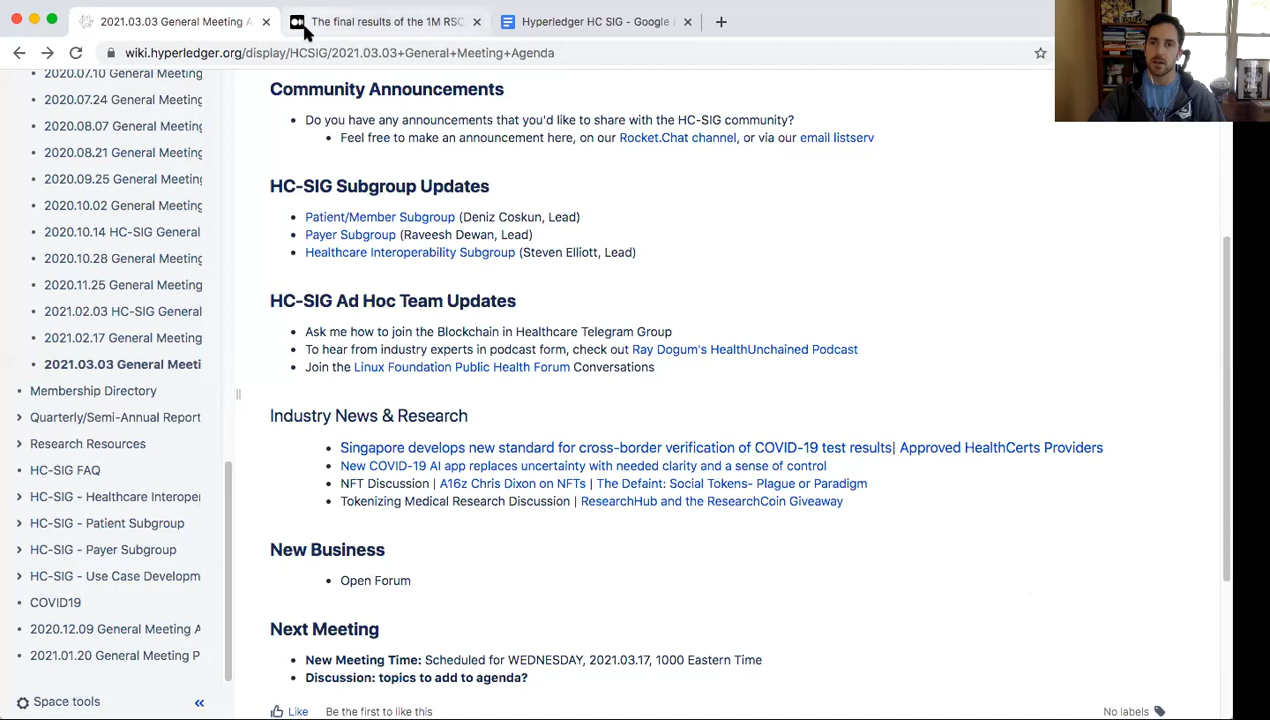 2021.03.03 General Meeting A
The final results of the 1M RSC
Hyperledger HC SIG - Google
wiki.hyperledger.org/display/HCSIG/2021.03.03+General+Meeting+Agenda
2020.07.10 General Meeting
2020.07.24 General Meeting
2020.08.07 General Meeting
2020.08.21 General Meeting
2020.09.25 General Meeting
2020.10.02 General Meeting
2020.10.14 HC-SIG General
2020.10.28 General Meeting
2020.11.25 General Meeting
2021.02.03 HC-SIG General
2021.02.17 General Meeting
2021.03.03 General Meeti
Membership Directory
Quarterly/Semi-Annual Report
Research Resources
HC-SIG FAQ
HC-SIG - Healthcare Interoper
HC-SIG - Patient Subgroup
HC-SIG - Payer Subgroup
HC-SIG - Use Case Developm
COVID19
2020.12.09 General Meeting A
2021.01.20 General Meeting P
Space tools
Community Announcements
Do you have any announcements that you'd like to share with the HC-SIG community?
Feel free to make an announcement here, on our Rocket.Chat channel, or via our email listserv
HC-SIG Subgroup Updates
Patient/Member Subgroup (Deniz Coskun, Lead)
Payer Subgroup (Raveesh Dewan, Lead)
Healthcare Interoperability Subgroup (Steven Elliott, Lead)
HC-SIG Ad Hoc Team Updates
Ask me how to join the Blockchain in Healthcare Telegram Group
To hear from industry experts in podcast form, check out Ray Dogum's HealthUnchained Podcast
Join the Linux Foundation Public Health Forum Conversations
Industry News & Research
Singapore develops new standard for cross-border verification of COVID-19 test results| Approved HealthCerts Providers
New COVID-19 AI app replaces uncertainty with needed clarity and a sense of control
NFT Discussion | A16z Chris Dixon on NFTs | The Defaint: Social Tokens- Plague or Paradigm
Tokenizing Medical Research Discussion | ResearchHub and the ResearchCoin Giveaway
New Business
Open Forum
Next Meeting
New Meeting Time: Scheduled for WEDNESDAY, 2021.03.17, 1000 Eastern Time
Discussion: topics to add to agenda?
Like
Be the first to like this
No labels